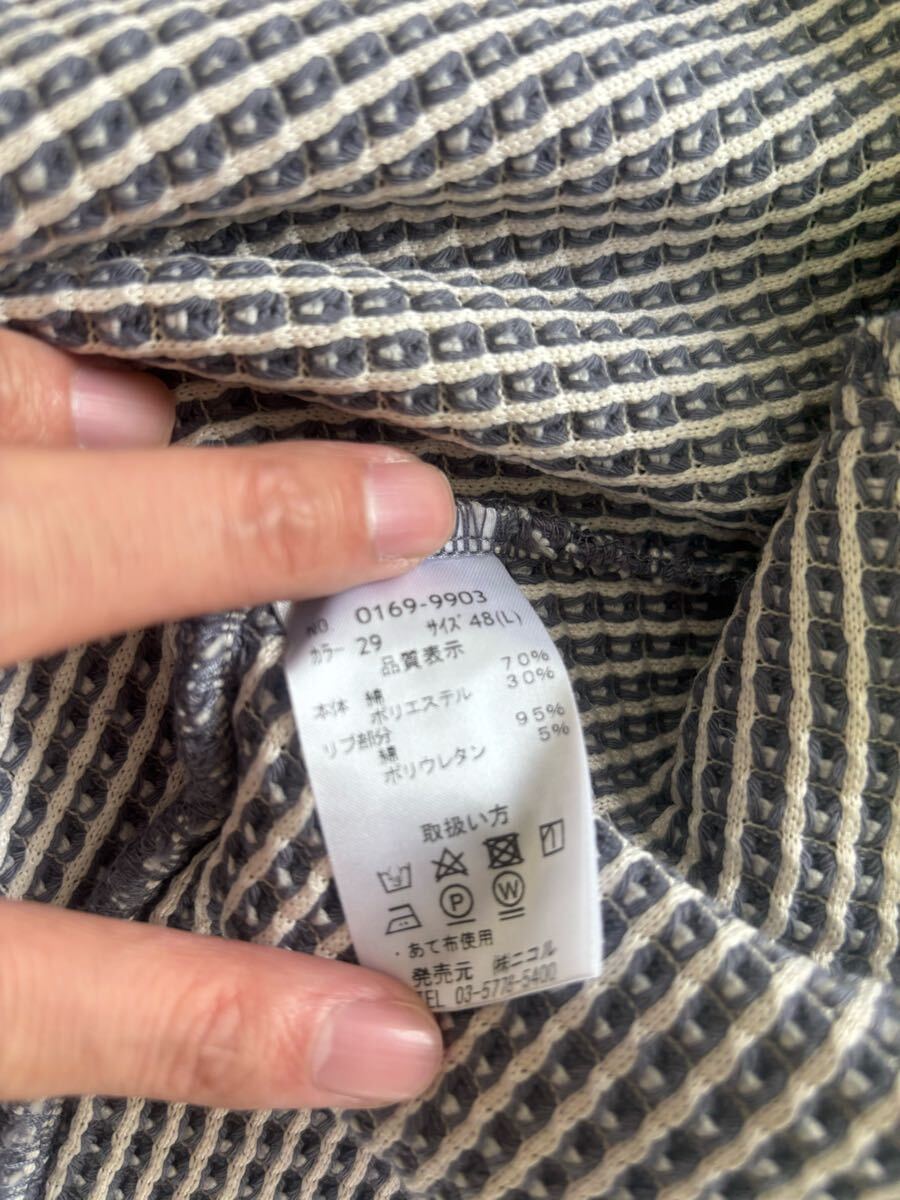 NO. 0169-9903
カラー 29 サイズ 48(L)
品質表示
本体 綿 70%
ポリエステル 30%
リブ部分
綿 95%
ポリウレタン 5%
取扱い方
P W
・あて布使用
発売元 ㈱ニコル
TEL 03-5778-5400